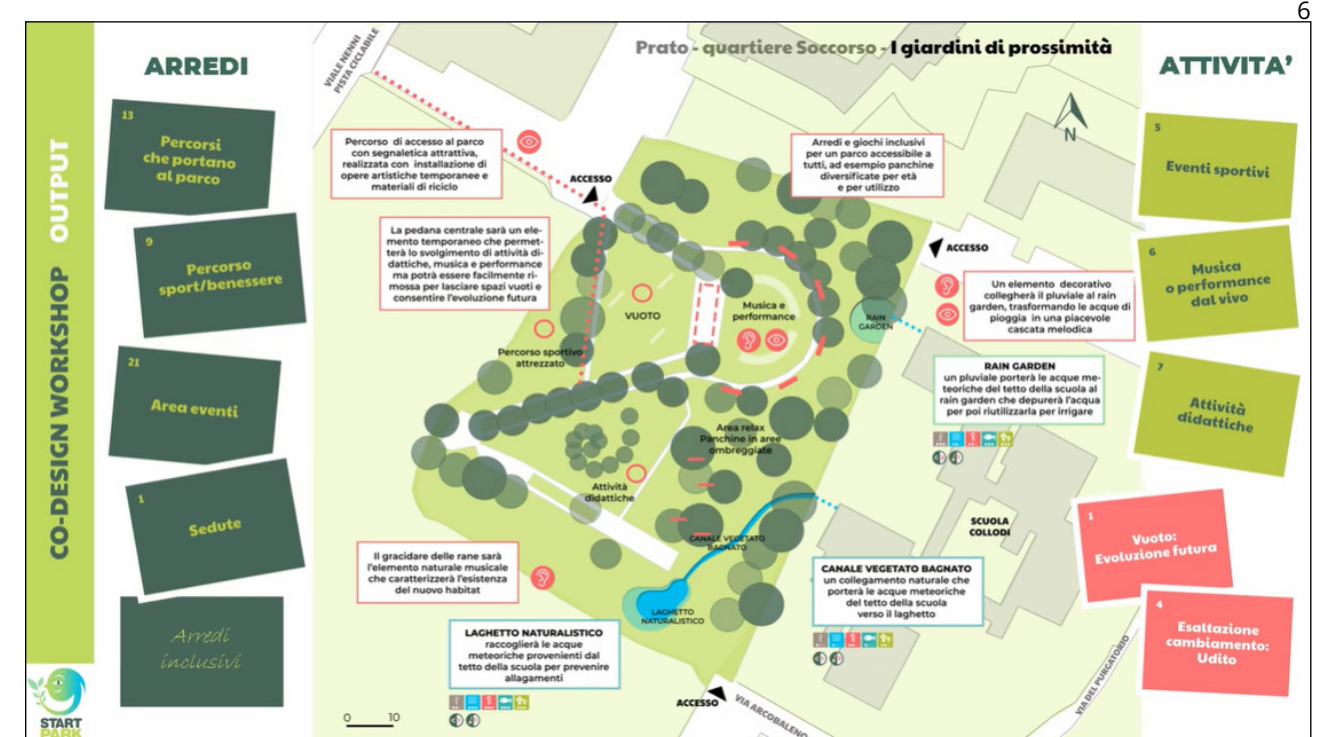 6
CO-DESIGN WORKSHOP OUTPUT
START
PARK
ARREDI
13
Percorsi
che portano
al parco
9
Percorso
sport/benessere
21
Area eventi
1
Sedute
Arredi
inclusivi
Prato - quartiere Soccorso - I giardini di prossimità
VIALE NENNI
PISTA CICLABILE
Percorso di accesso al parco
con segnaletica attrattiva,
realizzata con installazione di
opere artistiche temporanee e
materiali di riciclo
ACCESSO
Arredi e giochi inclusivi
per un parco accessibile a
tutti, ad esempio panchine
diversificate per età
e per utilizzo
N
La pedana centrale sarà un ele-
mento temporaneo che permet-
terà lo svolgimento di attività di-
dattiche, musica e performance
ma potrà essere facilmente ri-
mossa per lasciare spazi vuoti e
consentire l'evoluzione futura
ACCESSO
Un elemento decorativo
collegherà il pluviale al rain
garden, trasformando le acque di
pioggia in una piacevole
cascata melodica
VUOTO
Musica e
performance
RAIN
GARDEN
Percorso sportivo
attrezzato
RAIN GARDEN
un pluviale porterà le acque me-
teoriche del tetto della scuola al
rain garden che depurerà l'acqua
per poi riutilizzarla per irrigare
Area relax
Panchine in aree
ombreggiate
Attività
didattiche
SCUOLA
COLLODI
CANALE VEGETATO
BAGNATO
Il gracidare delle rane sarà
l'elemento naturale musicale
che caratterizzerà l'esistenza
del nuovo habitat
CANALE VEGETATO BAGNATO
un collegamento naturale che
porterà le acque meteoriche
del tetto della scuola
verso il laghetto
LAGHETTO
NATURALISTICO
LAGHETTO NATURALISTICO
raccoglierà le acque
meteoriche provenienti dal
tetto della scuola per prevenire
allagamenti
0 10
ACCESSO
VIA ARCOBALENO
VIA DEL PURGATORIO
ATTIVITA'
5
Eventi sportivi
6
Musica
o performance
dal vivo
7
Attività
didattiche
1
Vuoto:
Evoluzione futura
4
Esaltazione
cambiamento:
Udito